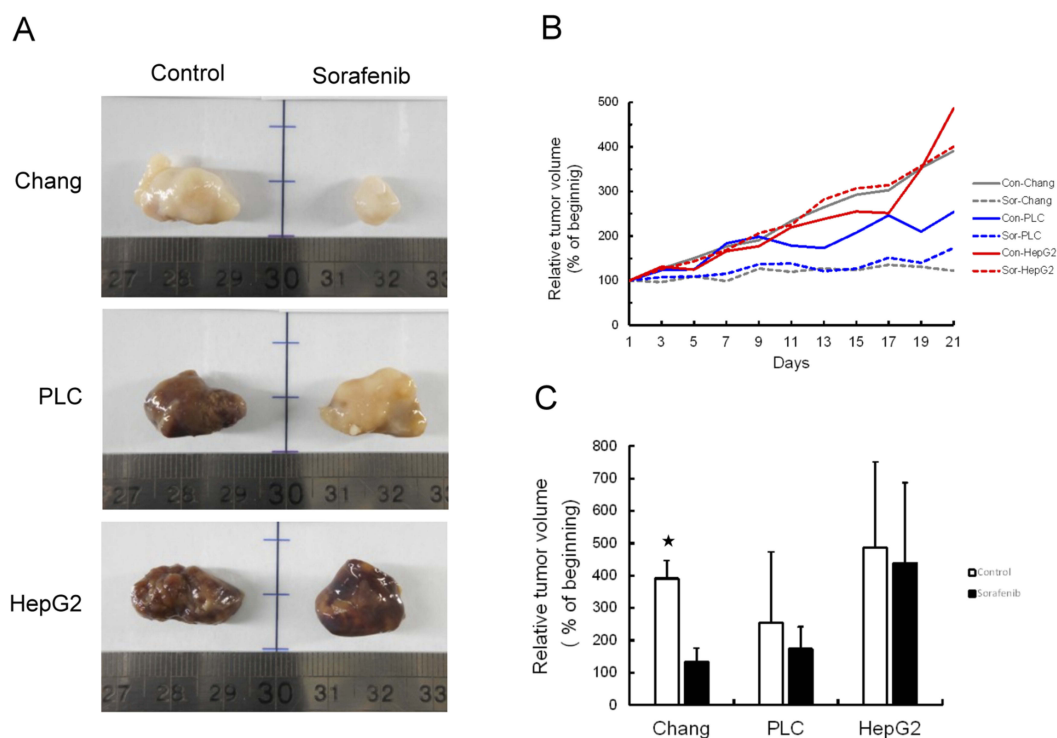 A
Control Sorafenib
Chang
27 28 29 30 31 32 33
PLC
27 28 29 30 31 32 33
HepG2
27 28 29 30 31 32 33
B
Relative tumor volume
(% of beginnig)
500
400
300
200
100
0
1 3 5 7 9 11 13 15 17 19 21
Days
Con-Chang
Sor-Chang
Con-PLC
Sor-PLC
Con-HepG2
Sor-HepG2
C
Relative tumor volume
( % of beginning)
800
700
600
500
400
300
200
100
0
Chang PLC HepG2
Control
Sorafenib